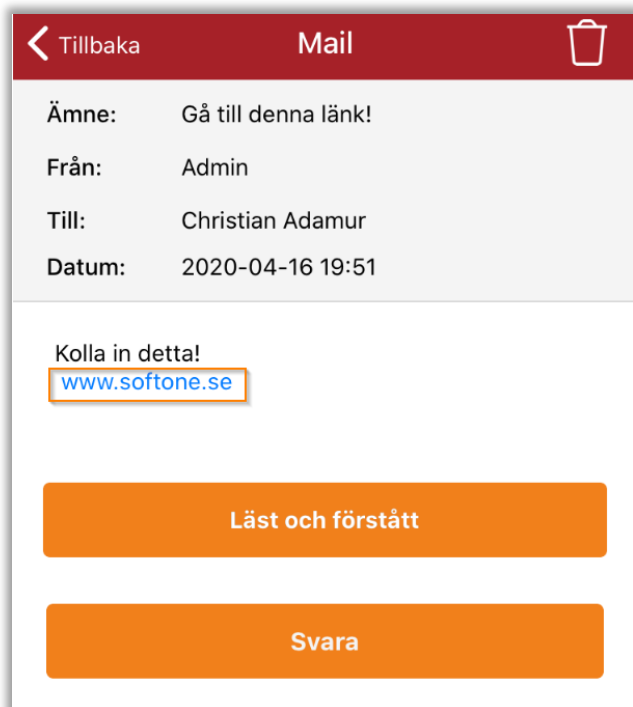 Tillbaka Mail
Ämne: Gå till denna länk!
Från: Admin
Till: Christian Adamur
Datum: 2020-04-16 19:51
Kolla in detta!
www.softone.se
Läst och förstått
Svara